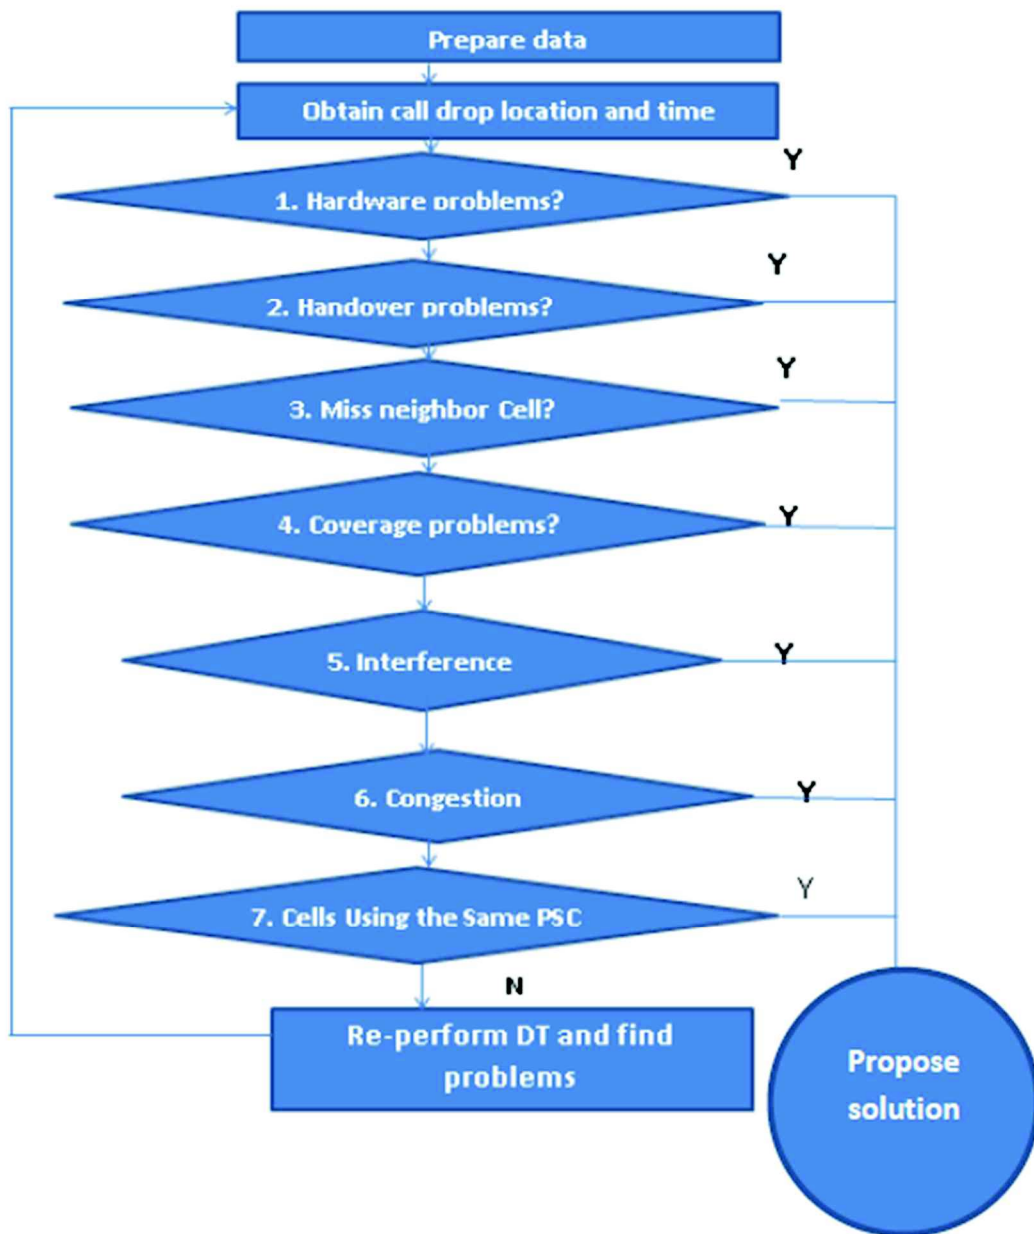 Prepare data
Obtain call drop location and time
Y
1. Hardware problems?
Y
2. Handover problems?
Y
3. Miss neighbor Cell?
Y
4. Coverage problems?
Y
5. Interference
Y
6. Congestion
Y
7. Cells Using the Same PSC
N
Re-perform DT and find
problems
Propose
solution